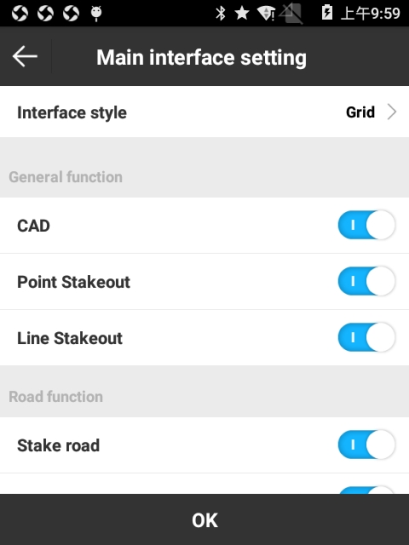 上午9:59
Main interface setting
Interface style Grid
General function
CAD
Point Stakeout
Line Stakeout
Road function
Stake road
OK